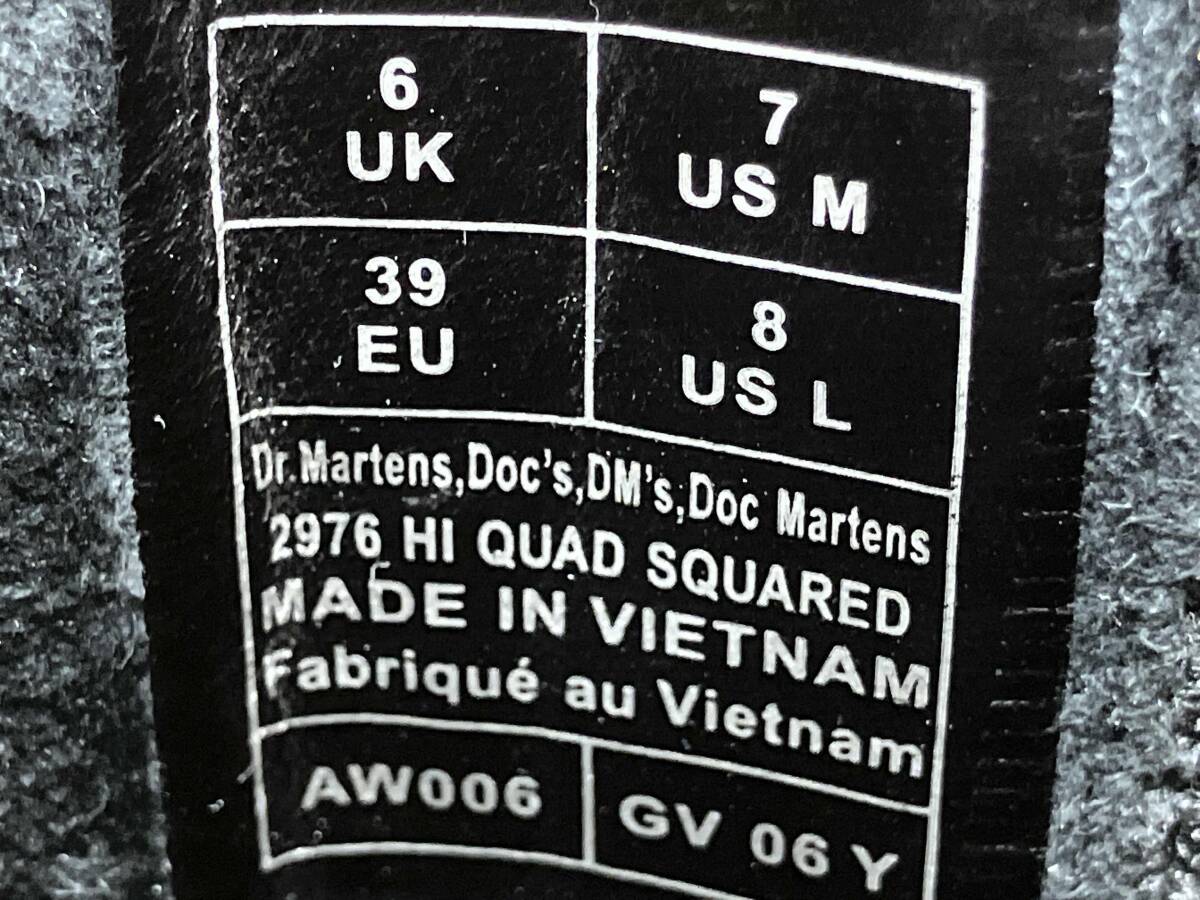 6
UK
7
US M
39
EU
8
US L
Dr.Martens,Doc's,DM's,Doc Martens
2976 HI QUAD SQUARED
MADE IN VIETNAM
Fabriqué au Vietnam
AW006
GV 06 Y